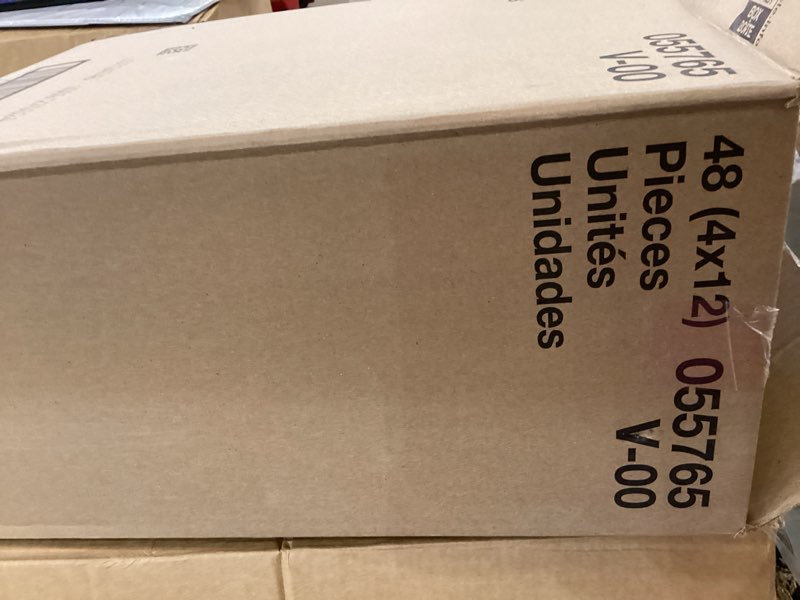 055765
V-00
48 (4x12) 055765
Pieces V-00
Unités
Unidades